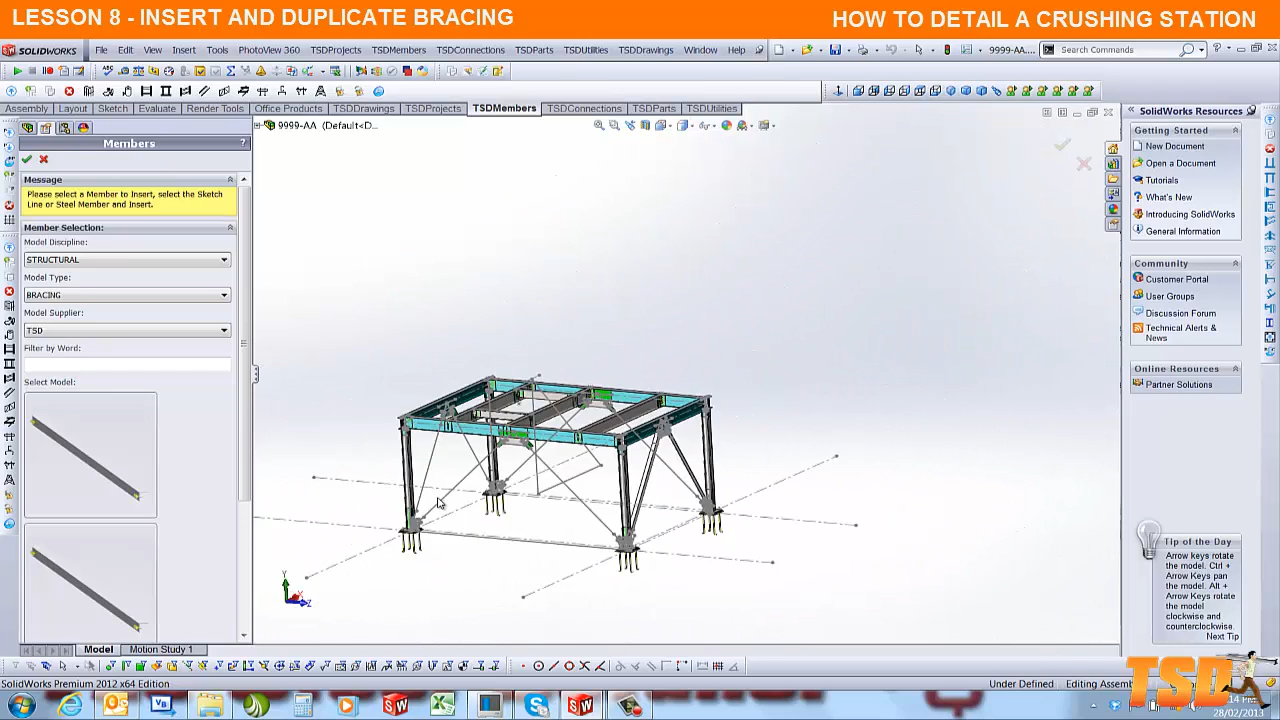 LESSON 8 - INSERT AND DUPLICATE BRACING
HOW TO DETAIL A CRUSHING STATION
SOLIDWORKS File Edit View Insert Tools PhotoView 360 TSDProjects TSDMembers TSDConnections TSDParts TSDUtilities TSDDrawings Window Help 9999-AA.... Search Commands
Assembly Layout Sketch Evaluate Render Tools Office Products TSDDrawings TSDProjects TSDMembers TSDConnections TSDParts TSDUtilities
9999-AA (Default<D...
Members ?
Message
Please select a Member to Insert, select the Sketch
Line or Steel Member and Insert.
Member Selection:
Model Discipline:
STRUCTURAL
Model Type:
BRACING
Model Supplier:
TSD
Filter by Word:
Select Model:
Y
X
Z
SolidWorks Resources
Getting Started
New Document
Open a Document
Tutorials
What's New
Introducing SolidWorks
General Information
Community
Customer Portal
User Groups
Discussion Forum
Technical Alerts &
News
Online Resources
Partner Solutions
Tip of the Day
Arrow keys rotate
the model. Ctrl +
Arrow Keys pan
the model. Alt +
Arrow Keys rotate
the model
clockwise and
counterclockwise.
Next Tip
Model Motion Study 1
SolidWorks Premium 2012 x64 Edition
Under Defined
Editing Assemb
TSD
28/02/2013